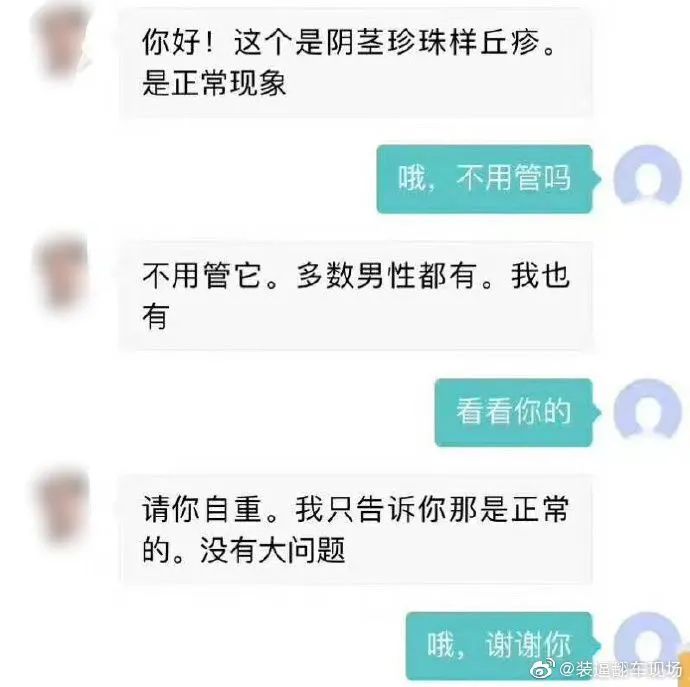 你好！这个是阴茎珍珠样丘疹。
是正常现象
哦，不用管吗
不用管它。多数男性都有。我也
有
看看你的
请你自重。我只告诉你那是正常
的。没有大问题
哦，谢谢你
@装逼翻车现场